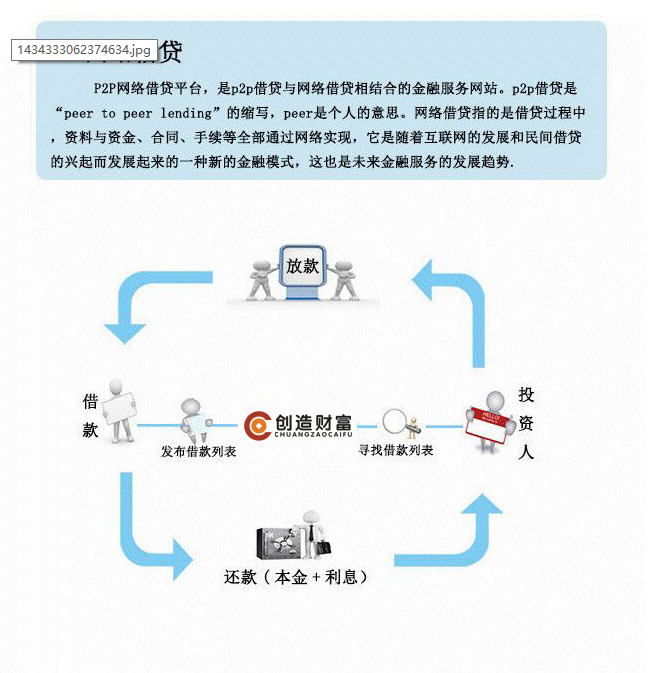 1434333062374634.jpg
贷
P2P网络借贷平台，是p2p借贷与网络借贷相结合的金融服务网站。p2p借贷是
“peer to peer lending”的缩写，peer是个人的意思。网络借贷指的是借贷过程中
，资料与资金、合同、手续等全部通过网络实现，它是随着互联网的发展和民间借贷
的兴起而发展起来的一种新的金融模式，这也是未来金融服务的发展趋势.
放款
借款
发布借款列表
创造财富
CHUANGZAOCAIFU
寻找借款列表
HELLO!
投资人
还款（本金+利息）